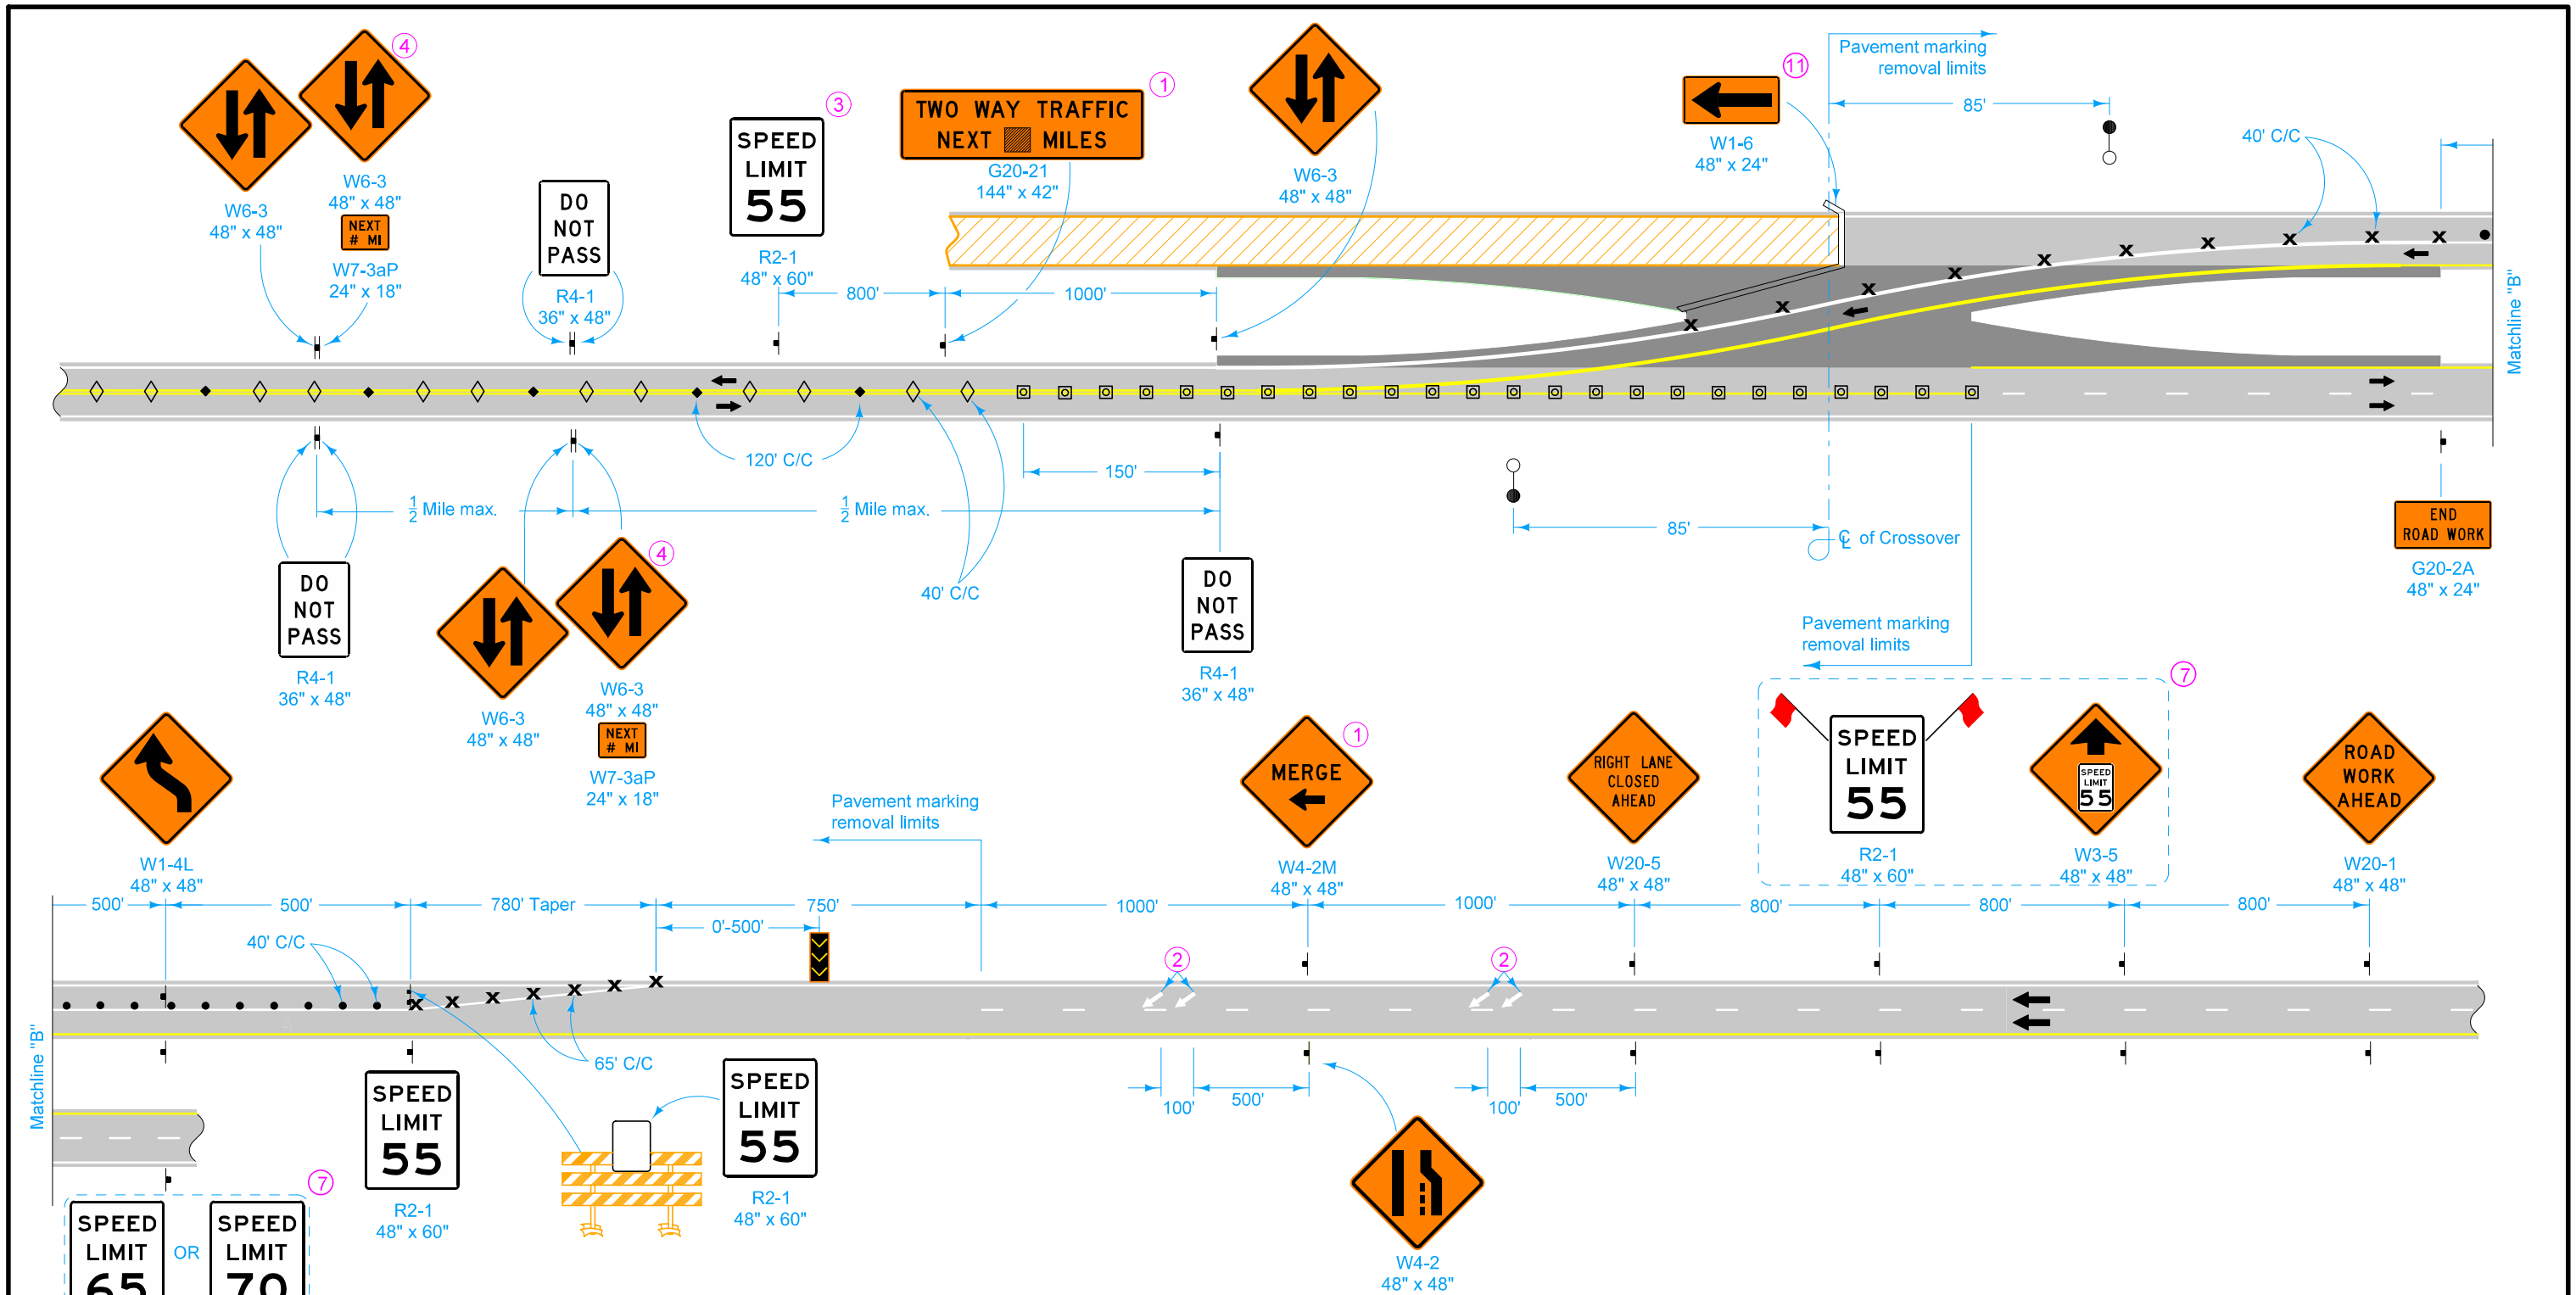 4
W6-3
48" x 48"
W6-3
48" x 48"
NEXT
# MI
W7-3aP
24" x 18"
DO
NOT
PASS
R4-1
36" x 48"
3
SPEED
LIMIT
55
R2-1
48" x 60"
1
TWO WAY TRAFFIC
NEXT MILES
G20-21
144" x 42"
W6-3
48" x 48"
11
W1-6
48" x 24"
Pavement marking
removal limits
85'
40' C/C
800'
1000'
Matchline "B"
120' C/C
150'
1/2 Mile max.
1/2 Mile max.
85'
℄ of Crossover
40' C/C
DO
NOT
PASS
R4-1
36" x 48"
W6-3
48" x 48"
4
W6-3
48" x 48"
NEXT
# MI
W7-3aP
24" x 18"
DO
NOT
PASS
R4-1
36" x 48"
END
ROAD WORK
G20-2A
48" x 24"
Pavement marking
removal limits
7
W1-4L
48" x 48"
Pavement marking
removal limits
1
MERGE
W4-2M
48" x 48"
RIGHT LANE
CLOSED
AHEAD
W20-5
48" x 48"
SPEED
LIMIT
55
R2-1
48" x 60"
SPEED
LIMIT
55
W3-5
48" x 48"
ROAD
WORK
AHEAD
W20-1
48" x 48"
500'
500'
780' Taper
750'
1000'
1000'
800'
800'
800'
0'-500'
40' C/C
2
2
65' C/C
Matchline "B"
100'
500'
100'
500'
SPEED
LIMIT
55
R2-1
48" x 60"
SPEED
LIMIT
55
R2-1
48" x 60"
W4-2
48" x 48"
7
SPEED
LIMIT
65
OR
SPEED
LIMIT
70